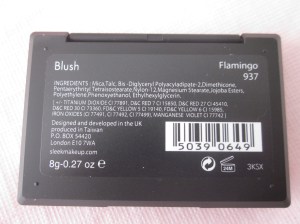 Blush
Flamingo
937
INGREDIENTS: Mica,Talc, Bis -Diglyceryl Polyacyladipate-2,Dimethicone,
Pentaerythrityl Tetraisostearate,Nylon-12,
Magnesium Stearate,Jojoba Esters,
Polyethylene,Phenoxyethanol, Ethylhexylglycerin.
[ +/- TITANIUM DIOXIDE CI 77891, D&C RED 7 CI 15850, D&C RED 27 CI 45410,
D&C RED 30 CI 73360, FD&C YELLOW 5 CI 19140, FD&C YELLOW 6 CI 15985,
IRON OXIDES (CI 77491, CI 77492, CI 77499), MANGANESE VIOLET CI 77742 ]
Designed and developed in the UK
produced in Taiwan
P.O. BOX 54420
London E10 7WA
sleekmakeup.com
8g-0.27 oz e
5039 0649
24M
3K5X